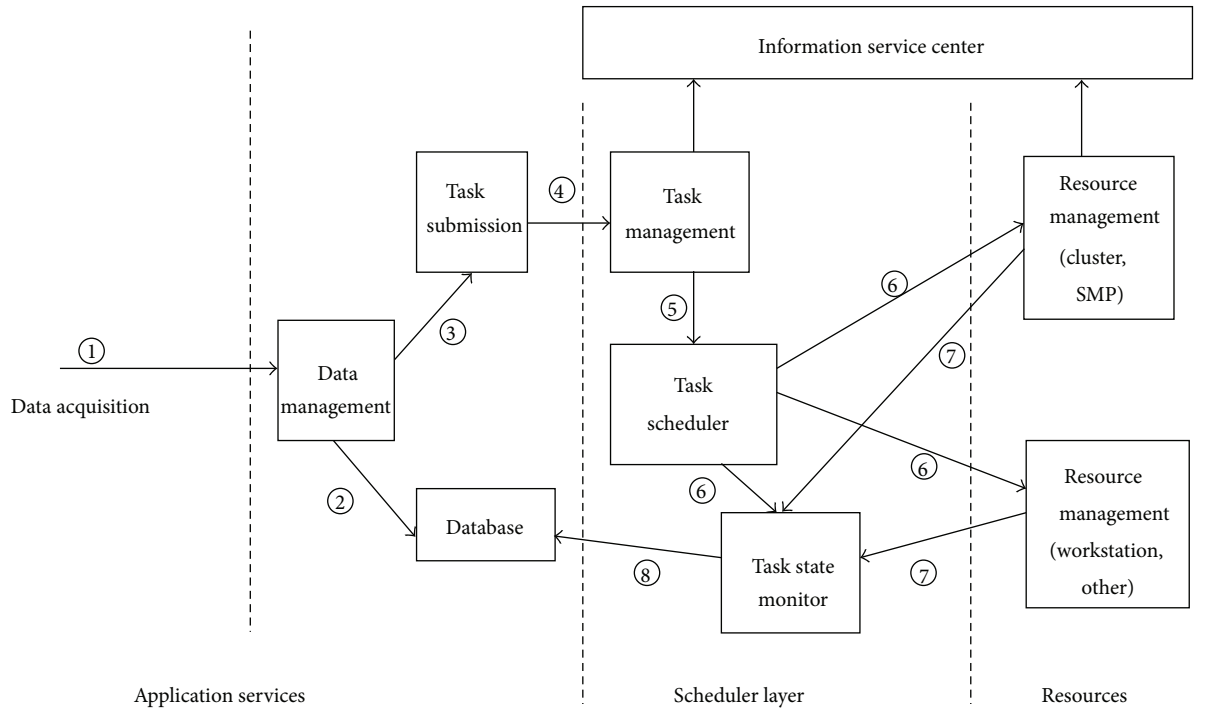 Information service center
Task
submission
④
Task
management
Resource
management
(cluster,
SMP)
①
Data acquisition
Data
management
③
②
Database
⑤
Task
scheduler
⑥
⑥
⑥
⑦
⑦
⑧
Task state
monitor
Resource
management
(workstation,
other)
Application services
Scheduler layer
Resources